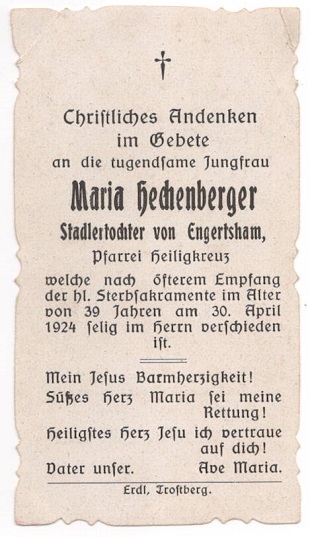 †
Christliches Andenken
im Gebete
an die tugendsame Jungfrau
Maria Hechenberger
Stadlertochter von Engertsham,
Pfarrei Heiligkreuz
welche nach öfterem Empfang
der hl. Sterbsakramente im Alter
von 39 Jahren am 30. April
1924 selig im Herrn verschieden
ist.
Mein Jesus Barmherzigkeit!
Süßes Herz Maria sei meine
Rettung!
Heiligstes Herz Jesu ich vertraue
auf dich!
Vater unser. Ave Maria.
Erdl, Trostberg.